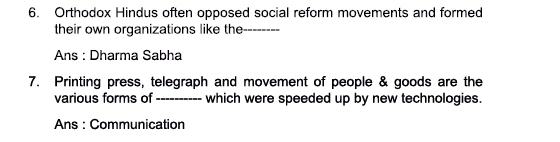 6. Orthodox Hindus often opposed social reform movements and formed
their own organizations like the--------
Ans : Dharma Sabha
7. Printing press, telegraph and movement of people & goods are the
various forms of ---------- which were speeded up by new technologies.
Ans : Communication